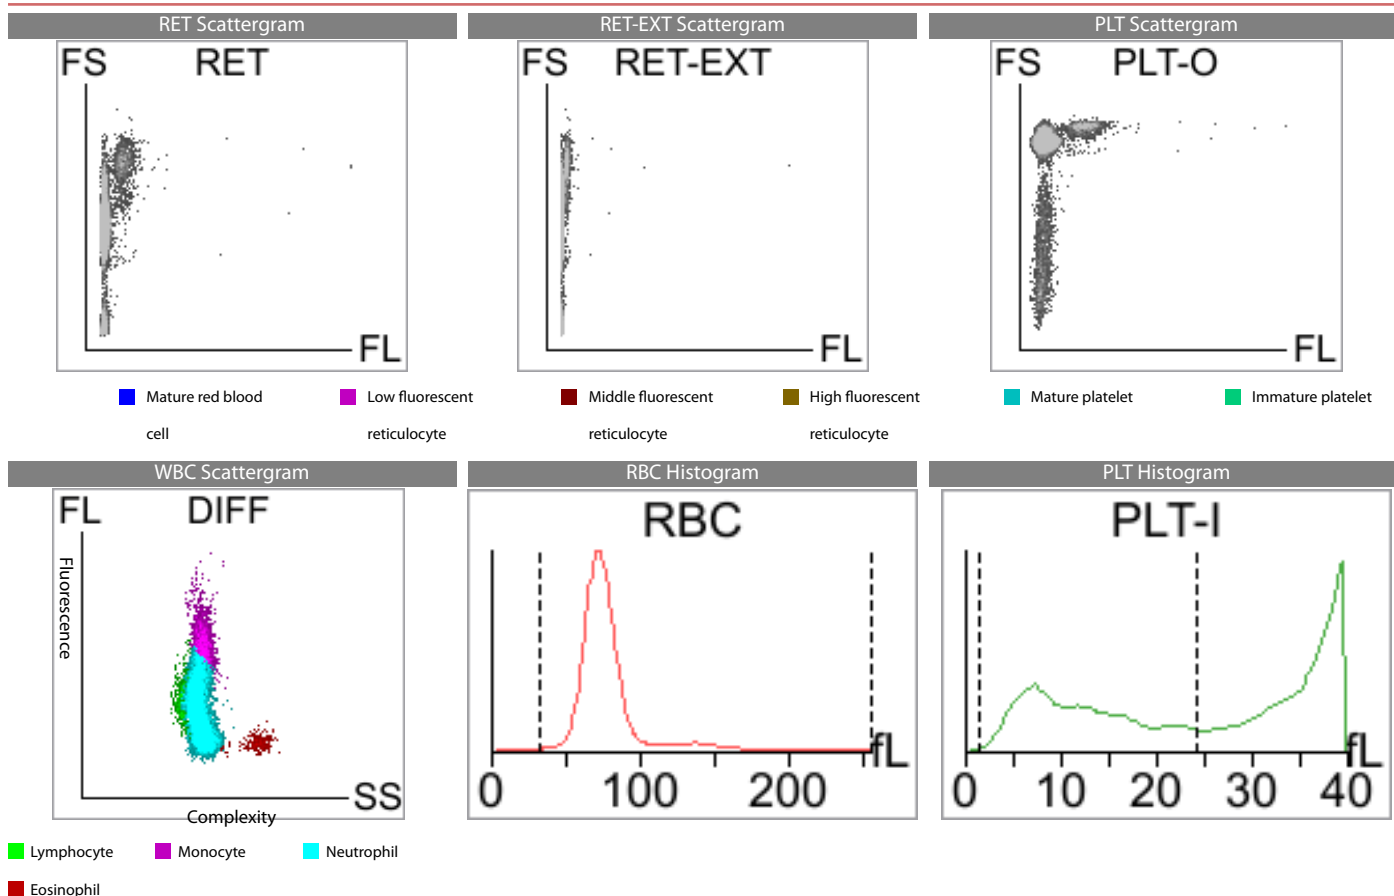 RET Scattergram
RET-EXT Scattergram
PLT Scattergram
FS RET
FL
FS RET-EXT
FL
FS PLT-O
FL
Mature red blood
cell
Low fluorescent
reticulocyte
Middle fluorescent
reticulocyte
High fluorescent
reticulocyte
Mature platelet
Immature platelet
WBC Scattergram
RBC Histogram
PLT Histogram
FL DIFF
Fluorescence
SS
Complexity
RBC
fL
0 100 200
PLT-I
fL
0 10 20 30 40
Lymphocyte
Monocyte
Neutrophil
Eosinophil